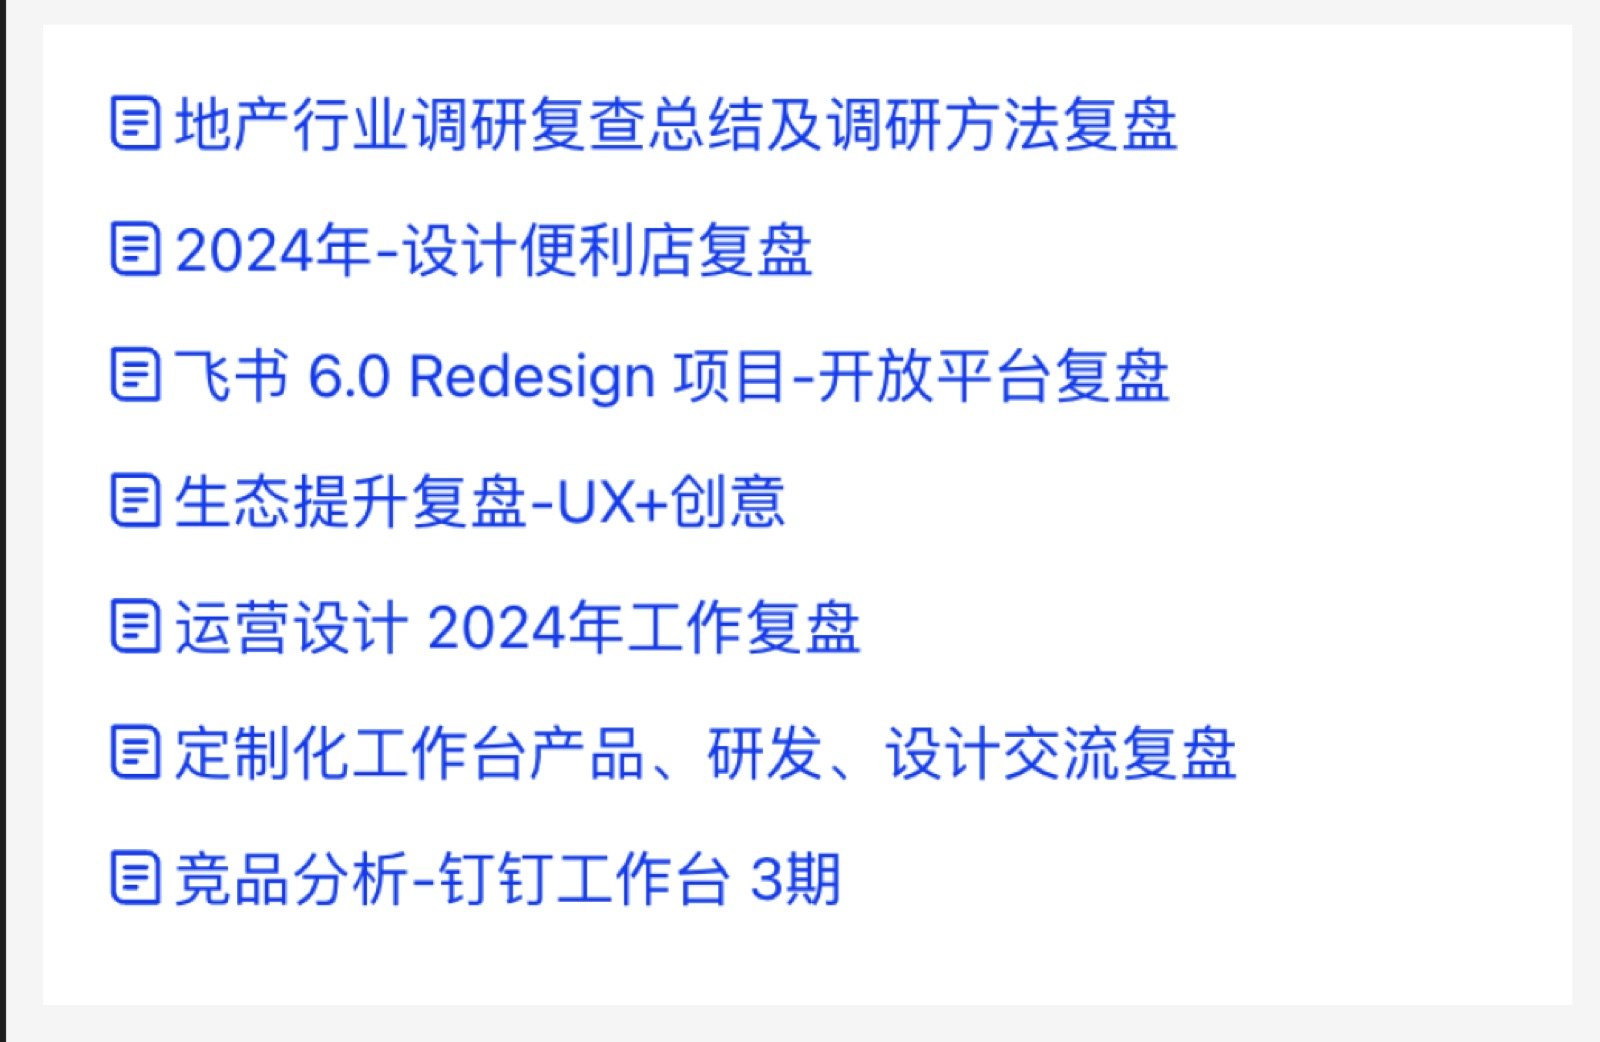 地产行业调研复查总结及调研方法复盘
2024年-设计便利店复盘
飞书 6.0 Redesign 项目-开放平台复盘
生态提升复盘-UX+创意
运营设计 2024年工作复盘
定制化工作台产品、研发、设计交流复盘
竞品分析-钉钉工作台 3期